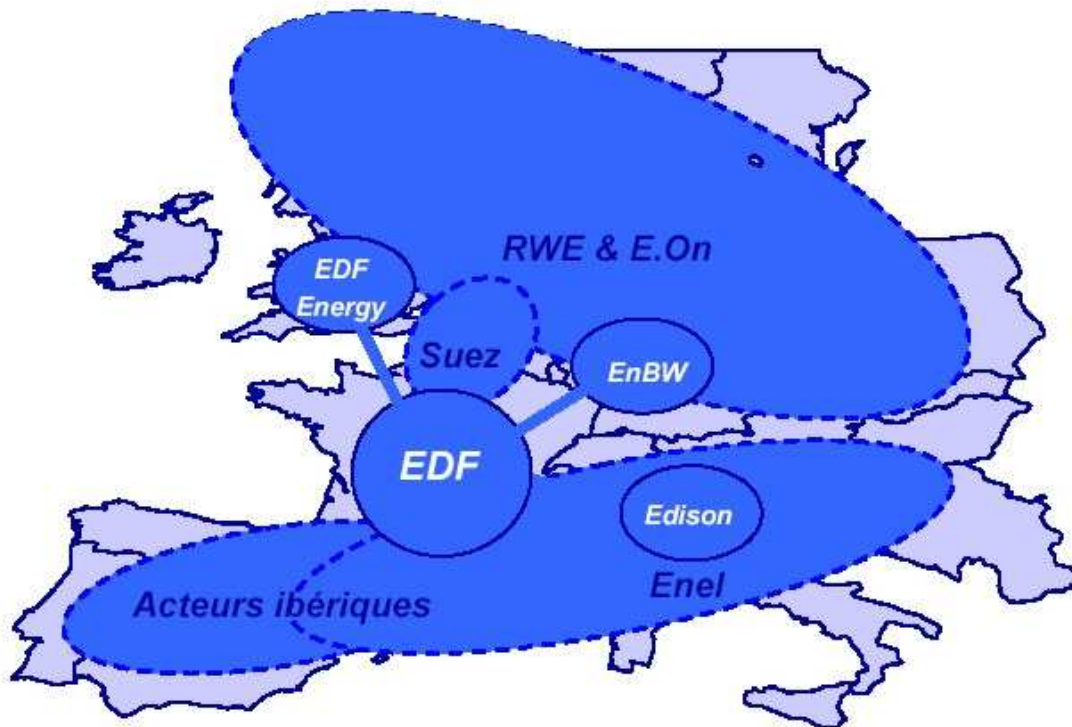 RWE & E.On
EDF
Energy
Suez
EnBW
EDF
Edison
Enel
Acteurs ibériques